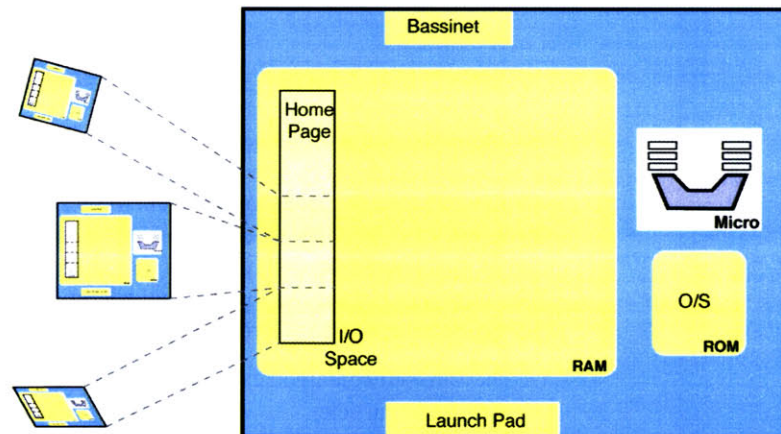 Bassinet
Home
Page
Micro
O/S
ROM
I/O
Space
RAM
Launch Pad